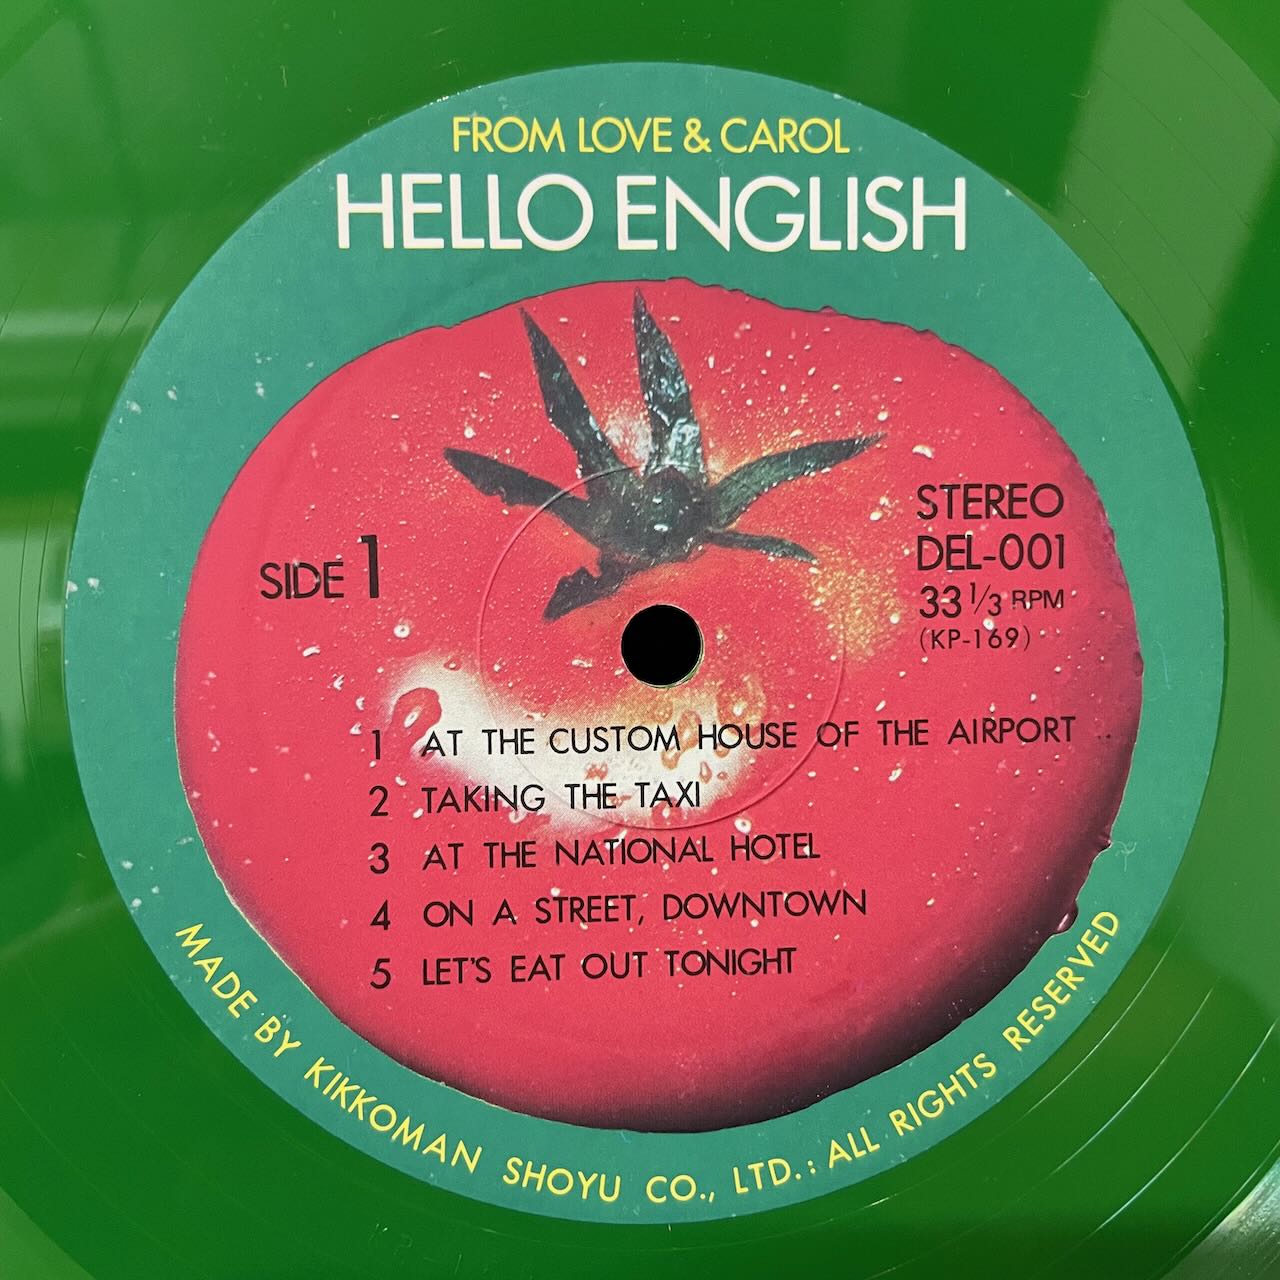 FROM LOVE & CAROL
HELLO ENGLISH
SIDE 1
STEREO
DEL-001
33 1/3 RPM
(KP-169)
1 AT THE CUSTOM HOUSE OF THE AIRPORT
2 TAKING THE TAXI
3 AT THE NATIONAL HOTEL
4 ON A STREET, DOWNTOWN
5 LET'S EAT OUT TONIGHT
MADE BY KIKKOMAN SHOYU CO., LTD.: ALL RIGHTS RESERVED